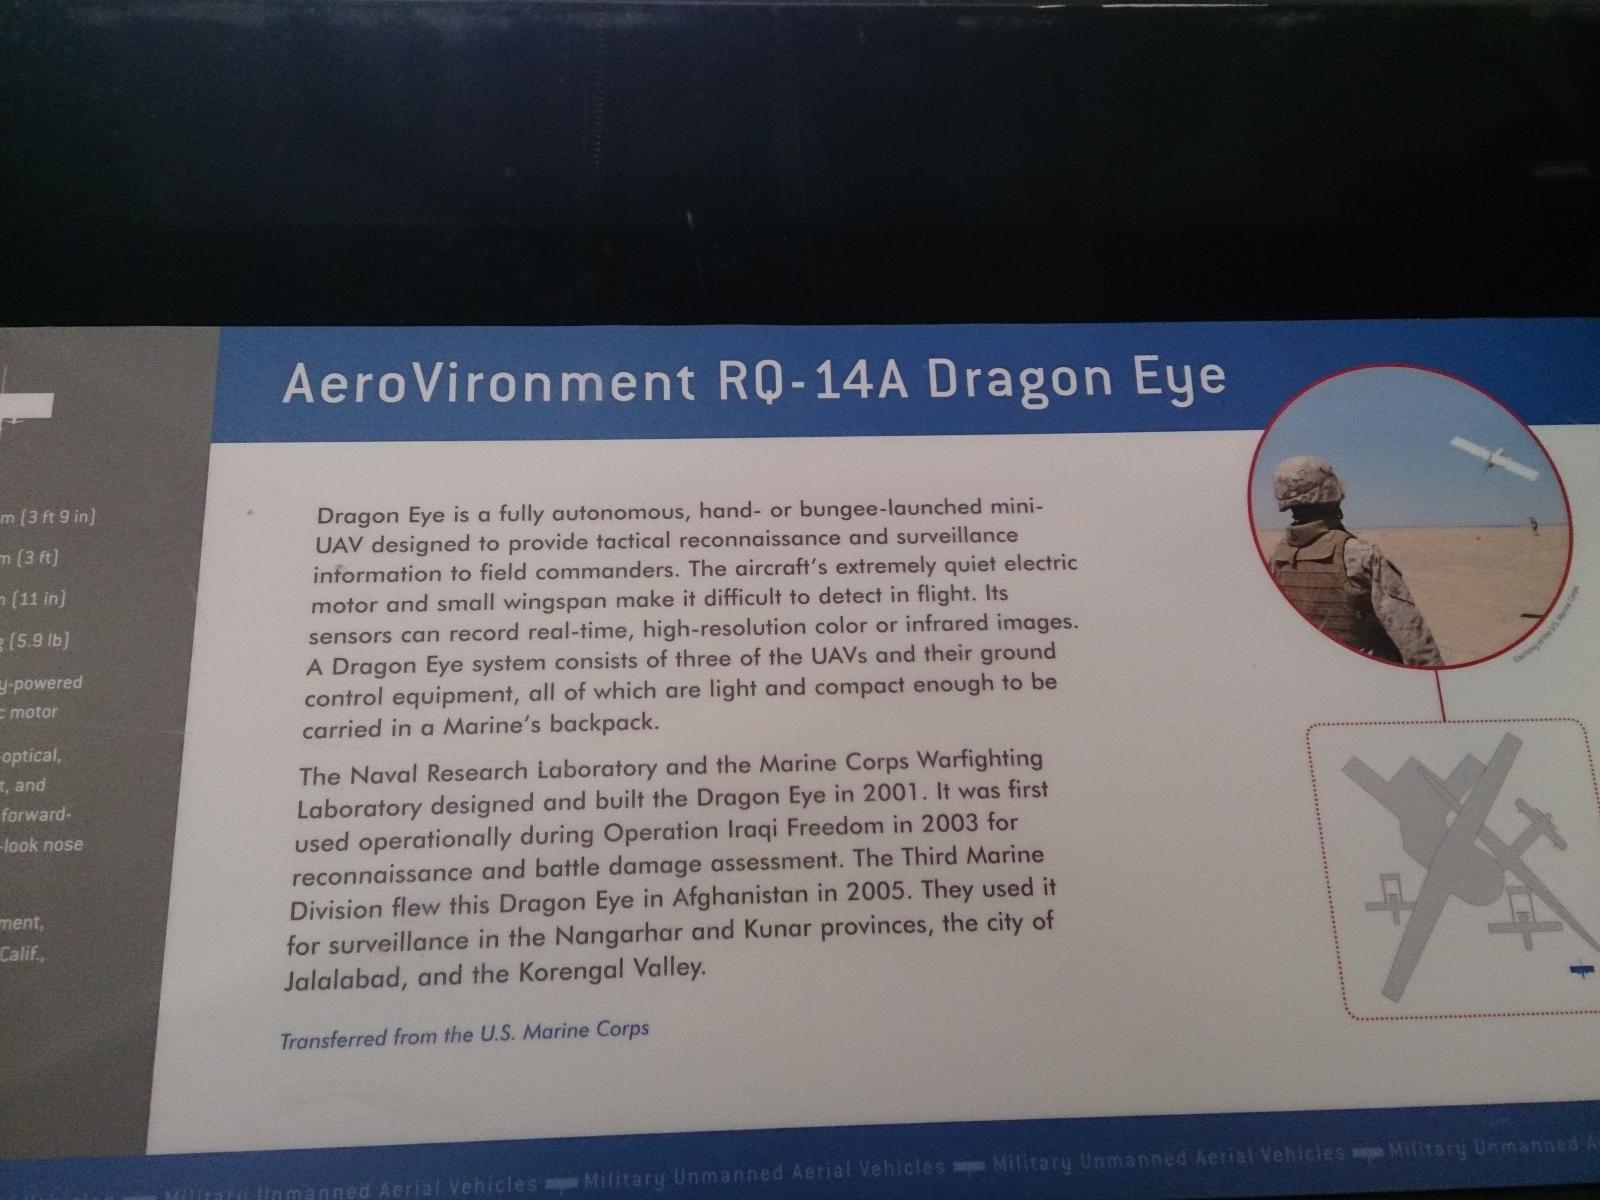 AeroVironment RQ-14A Dragon Eye
m (3 ft 9 in)
m (3 ft)
(11 in)
(5.9 lb)
y-powered
c motor
-optical,
t, and
forward-
-look nose
ment,
Calif.,
Dragon Eye is a fully autonomous, hand- or bungee-launched mini-
UAV designed to provide tactical reconnaissance and surveillance
information to field commanders. The aircraft's extremely quiet electric
motor and small wingspan make it difficult to detect in flight. Its
sensors can record real-time, high-resolution color or infrared images.
A Dragon Eye system consists of three of the UAVs and their ground
control equipment, all of which are light and compact enough to be
carried in a Marine's backpack.
The Naval Research Laboratory and the Marine Corps Warfighting
Laboratory designed and built the Dragon Eye in 2001. It was first
used operationally during Operation Iraqi Freedom in 2003 for
reconnaissance and battle damage assessment. The Third Marine
Division flew this Dragon Eye in Afghanistan in 2005. They used it
for surveillance in the Nangarhar and Kunar provinces, the city of
Jalalabad, and the Korengal Valley.
Transferred from the U.S. Marine Corps
Courtesy of the U.S. Marine Corps
Military Unmanned Aerial Vehicles Military Unmanned Aerial Vehicles Military Unmanned A